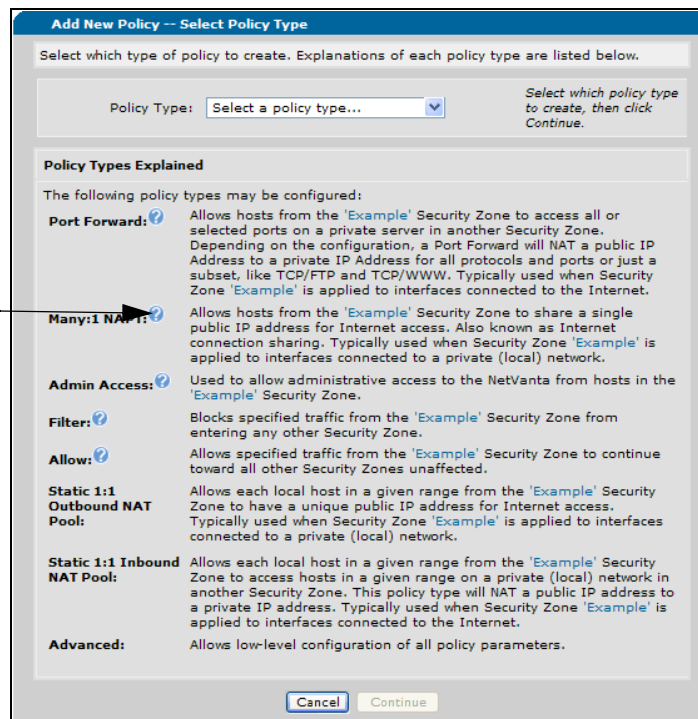 Add New Policy -- Select Policy Type
Select which type of policy to create. Explanations of each policy type are listed below.
Policy Type: Select a policy type...
Select which policy type
to create, then click
Continue.
Policy Types Explained
The following policy types may be configured:
Port Forward: Allows hosts from the 'Example' Security Zone to access all or
selected ports on a private server in another Security Zone.
Depending on the configuration, a Port Forward will NAT a public IP
Address to a private IP Address for all protocols and ports or just a
subset, like TCP/FTP and TCP/WWW. Typically used when Security
Zone 'Example' is applied to interfaces connected to the Internet.
Many:1 NAPT: Allows hosts from the 'Example' Security Zone to share a single
public IP address for Internet access. Also known as Internet
connection sharing. Typically used when Security Zone 'Example' is
applied to interfaces connected to a private (local) network.
Admin Access: Used to allow administrative access to the NetVanta from hosts in the
'Example' Security Zone.
Filter: Blocks specified traffic from the 'Example' Security Zone from
entering any other Security Zone.
Allow: Allows specified traffic from the 'Example' Security Zone to continue
toward all other Security Zones unaffected.
Static 1:1
Outbound NAT
Pool:
Allows each local host in a given range from the 'Example' Security
Zone to have a unique public IP address for Internet access.
Typically used when Security Zone 'Example' is applied to interfaces
connected to a private (local) network.
Static 1:1 Inbound
NAT Pool:
Allows each local host in a given range from the 'Example' Security
Zone to access hosts in a given range on a private (local) network in
another Security Zone. This policy type will NAT a public IP address to
a private IP address. Typically used when Security Zone 'Example' is
applied to interfaces connected to the Internet.
Advanced: Allows low-level configuration of all policy parameters.
Cancel Continue